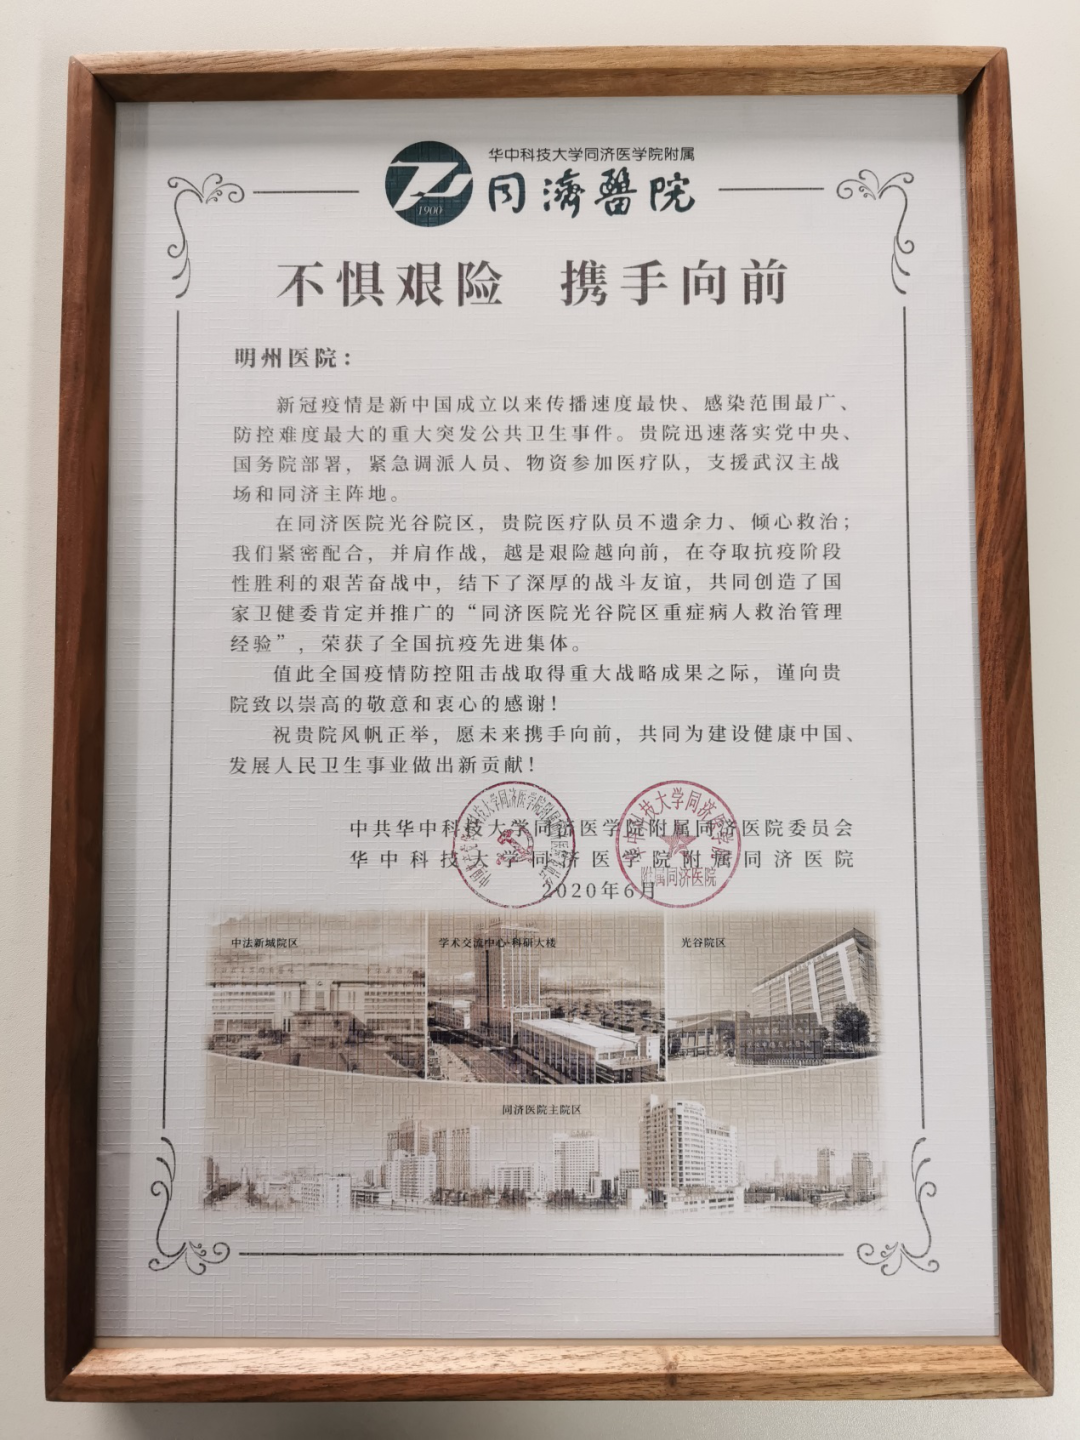 华中科技大学同济医学院附属
同濟醫院
1900
不惧艰险 携手向前
明州医院：
新冠疫情是新中国成立以来传播速度最快、感染范围最广、
防控难度最大的重大突发公共卫生事件。贵院迅速落实党中央、
国务院部署，紧急调派人员、物资参加医疗队，支援武汉主战
场和同济主阵地。
在同济医院光谷院区，贵院医疗队员不遗余力、倾心救治；
我们紧密配合，并肩作战，越是艰险越向前，在夺取抗疫阶段
性胜利的艰苦奋战中，结下了深厚的战斗友谊，共同创造了国
家卫健委肯定并推广的“同济医院光谷院区重症病人救治管理
经验”，荣获了全国抗疫先进集体。
值此全国疫情防控阻击战取得重大战略成果之际，谨向贵
院致以崇高的敬意和衷心的感谢！
祝贵院风帆正举，愿未来携手向前，共同为建设健康中国、
发展人民卫生事业做出新贡献！
中共华中科技大学同济医学院附属同济医院委员会
华中科技大学同济医学院附属同济医院
2020年6月
华中科技大学同济医学院
附属同济医院
中法新城院区
学术交流中心·科研大楼
光谷院区
同济医院主院区